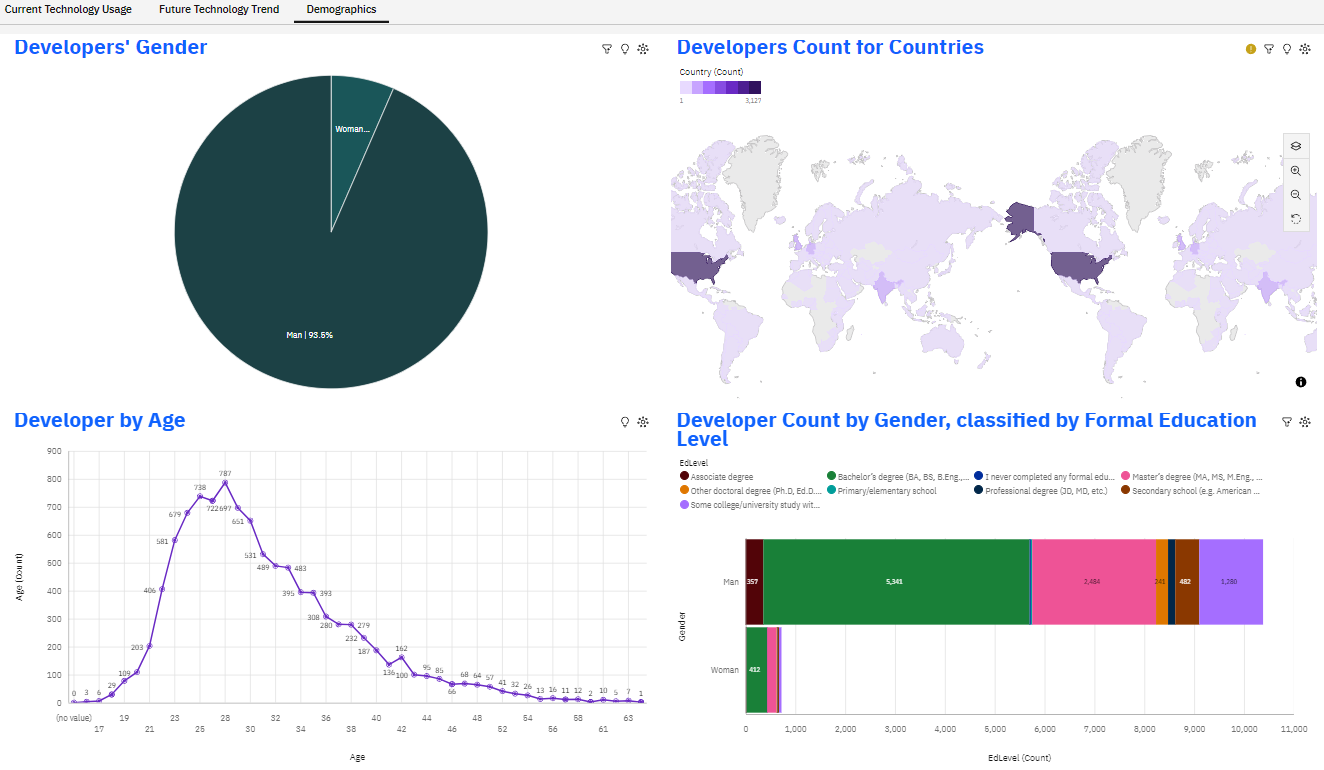 Current Technology Usage Future Technology Trend Demographics
Developers' Gender
Woman...
Man | 93.5%
Developers Count for Countries
Country (Count)
1 3,127
Developer by Age
Age (Count)
900
800
700
600
500
400
300
200
100
0
0 3 6 29 109 203 406 581 679 738 722 787 697 651 531 489 483 395 393 308 280 279 232 187 136 162 100 95 85 66 68 64 57 41 32 26 13 16 11 12 2 10 5 7 1
(no value) 19 23 28 32 36 40 44 48 54 58 63
17 21 25 30 34 38 42 46 52 56 61
Age
Developer Count by Gender, classified by Formal Education
Level
EdLevel
Associate degree Bachelor's degree (BA, BS, B.Eng.,... I never completed any formal edu... Master's degree (MA, MS, M.Eng., ...
Other doctoral degree (Ph.D, Ed.D.... Primary/elementary school Professional degree (JD, MD, etc.) Secondary school (e.g. American ...
Some college/university study wit...
Gender
Man 357 5,341 2,484 241 482 1,280
Woman 412
0 1,000 2,000 3,000 4,000 5,000 6,000 7,000 8,000 9,000 10,000 11,000
EdLevel (Count)